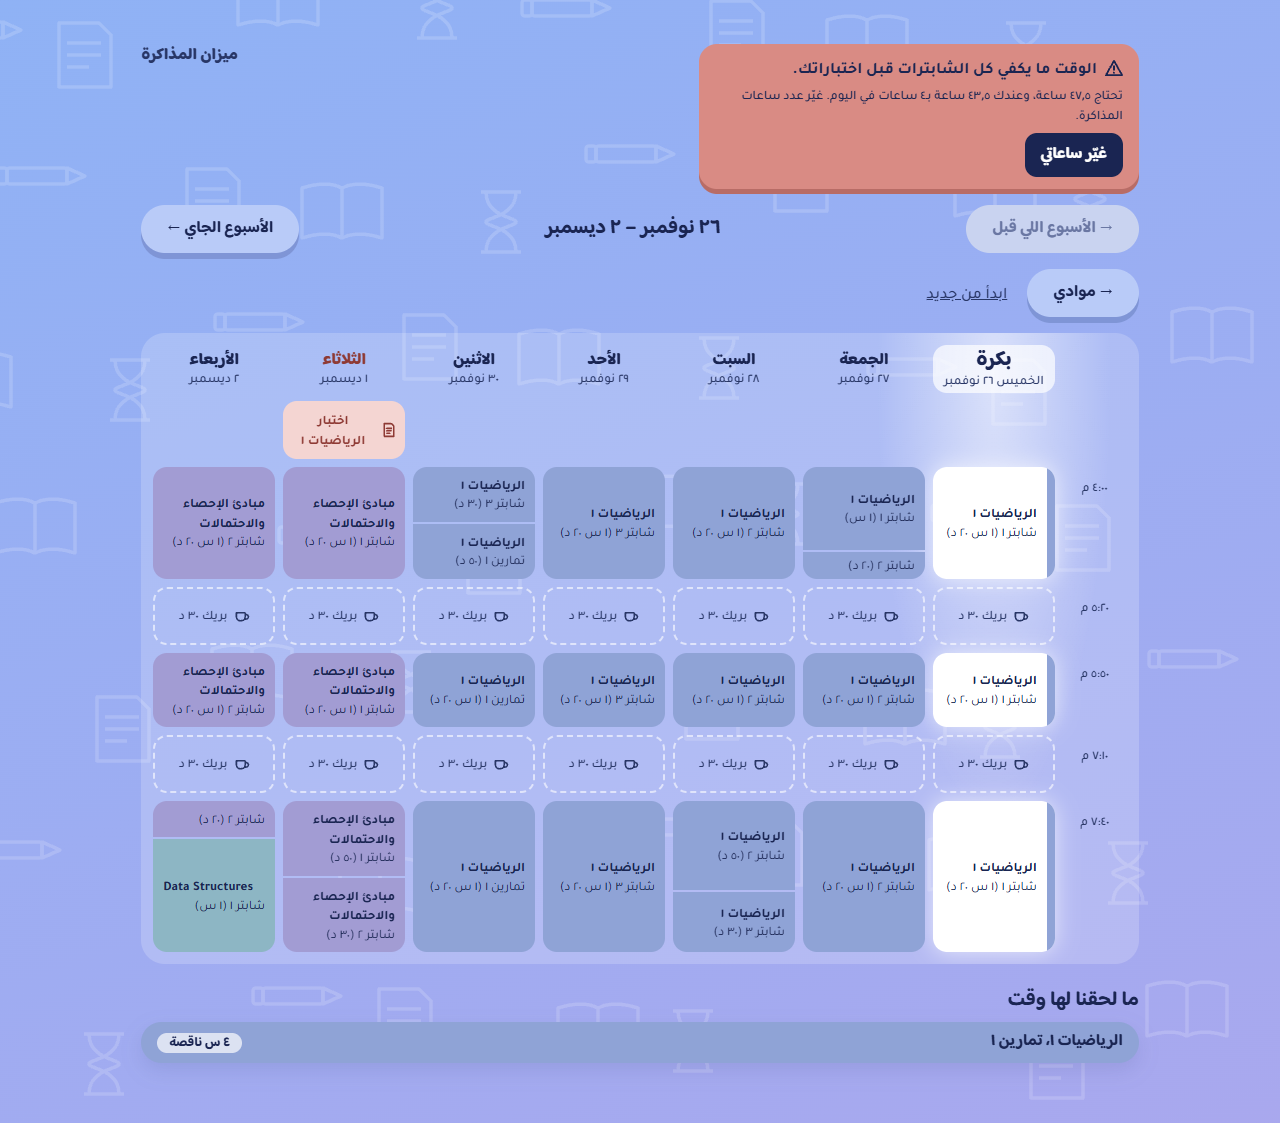 ميزان المذاكرة
الوقت ما يكفي كل الشابترات قبل اختباراتك.
تحتاج ٤٧٫٥ ساعة، وعندك ٤٣٫٥ ساعة بـ٤ ساعات في اليوم. غيّر عدد ساعات
المذاكرة.
غيّر ساعاتي
→ الأسبوع اللي قبل
٢٦ نوفمبر – ٢ ديسمبر
الأسبوع الجاي ←
→ موادي
ابدأ من جديد
بكرة
الخميس ٢٦ نوفمبر
الجمعة
٢٧ نوفمبر
السبت
٢٨ نوفمبر
الأحد
٢٩ نوفمبر
الاثنين
٣٠ نوفمبر
الثلاثاء
١ ديسمبر
الأربعاء
٢ ديسمبر
اختبار
الرياضيات ١
٤:٠٠ م
الرياضيات ١
شابتر ١ (١ س ٢٠ د)
الرياضيات ١
شابتر ١ (١ س)
شابتر ٢ (٢٠ د)
الرياضيات ١
شابتر ٢ (١ س ٢٠ د)
الرياضيات ١
شابتر ٣ (١ س ٢٠ د)
الرياضيات ١
شابتر ٣ (٣٠ د)
الرياضيات ١
تمارين ١ (٥٠ د)
مبادئ الإحصاء
والاحتمالات
شابتر ١ (١ س ٢٠ د)
مبادئ الإحصاء
والاحتمالات
شابتر ٢ (١ س ٢٠ د)
٥:٢٠ م
بريك ٣٠ د
بريك ٣٠ د
بريك ٣٠ د
بريك ٣٠ د
بريك ٣٠ د
بريك ٣٠ د
بريك ٣٠ د
٥:٥٠ م
الرياضيات ١
شابتر ١ (١ س ٢٠ د)
الرياضيات ١
شابتر ٢ (١ س ٢٠ د)
الرياضيات ١
شابتر ٢ (١ س ٢٠ د)
الرياضيات ١
شابتر ٣ (١ س ٢٠ د)
الرياضيات ١
تمارين ١ (١ س ٢٠ د)
مبادئ الإحصاء
والاحتمالات
شابتر ١ (١ س ٢٠ د)
مبادئ الإحصاء
والاحتمالات
شابتر ٢ (١ س ٢٠ د)
٧:١٠ م
بريك ٣٠ د
بريك ٣٠ د
بريك ٣٠ د
بريك ٣٠ د
بريك ٣٠ د
بريك ٣٠ د
بريك ٣٠ د
٧:٤٠ م
الرياضيات ١
شابتر ١ (١ س ٢٠ د)
الرياضيات ١
شابتر ٢ (١ س ٢٠ د)
الرياضيات ١
شابتر ٢ (٥٠ د)
الرياضيات ١
شابتر ٣ (٣٠ د)
الرياضيات ١
شابتر ٣ (١ س ٢٠ د)
الرياضيات ١
تمارين ١ (١ س ٢٠ د)
مبادئ الإحصاء
والاحتمالات
شابتر ١ (٥٠ د)
مبادئ الإحصاء
والاحتمالات
شابتر ٢ (٣٠ د)
شابتر ٢ (٢٠ د)
Data Structures
شابتر ١ (١ س)
ما لحقنا لها وقت
الرياضيات ١، تمارين ١
٤ س ناقصة